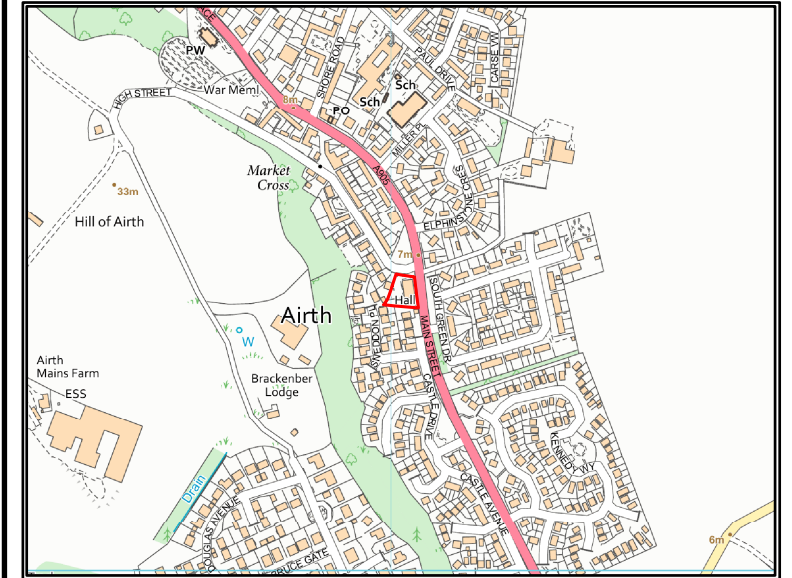 PW
HIGH STREET
War Meml
8m
SHORE ROAD
PO
Sch
Sch
PAUL DRIVE
CARSE VW
MILLER P
A905
Market
Cross
33m
Hill of Airth
ELPHINSTONE CRES
7m
Hall
SOUTH GREEN DR
MAIN STREET
Airth
W
Airth
Mains Farm
ESS
Brackenber
Lodge
CASTLE DRIVE
KENNEDY WY
CASTLE AVENUE
Drain
DOUGLAS AVENUE
BRUCE GATE
6m